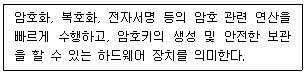 암호화, 복호화, 전자서명 등의 암호 관련 연산을
빠르게 수행하고, 암호키의 생성 및 안전한 보관
을 할 수 있는 하드웨어 장치를 의미한다.